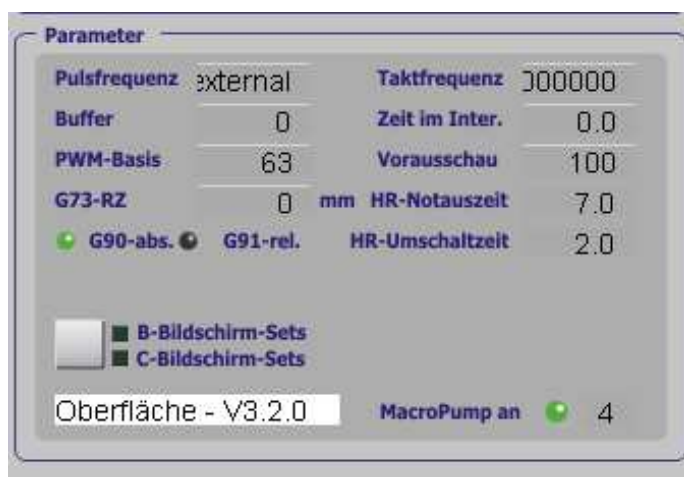 Parameter
Pulsfrequenz external Taktfrequenz 000000
Buffer 0 Zeit im Inter. 0.0
PWM-Basis 63 Vorausschau 100
G73-RZ 0 mm HR-Notauszeit 7.0
G90-abs. G91-rel. HR-Umschaltzeit 2.0
B-Bildschirm-Sets
C-Bildschirm-Sets
Oberfläche - V3.2.0 MacroPump an 4